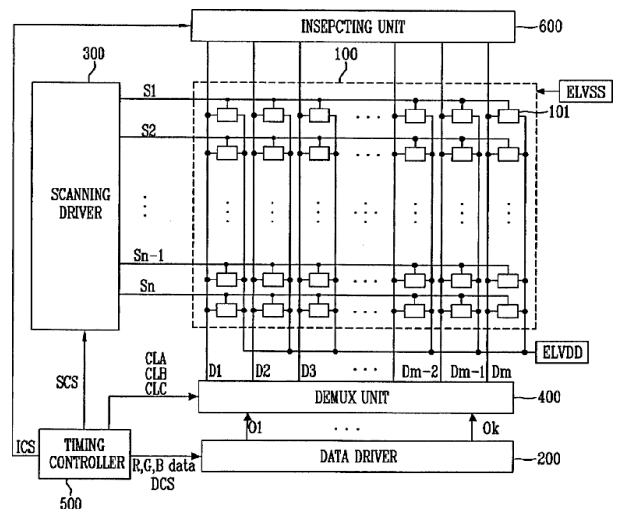 INSEPCTING UNIT
600
300
100
ELVSS
S1
101
S2
SCANNING
DRIVER
Sn-1
Sn
ELVDD
CLA
CLB
CLC
D1 D2 D3 ... Dm-2 Dm-1 Dm
SCS
DEMUX UNIT
400
O1 ... Ok
ICS
TIMING
CONTROLLER
R,G,B data
DCS
DATA DRIVER
200
500